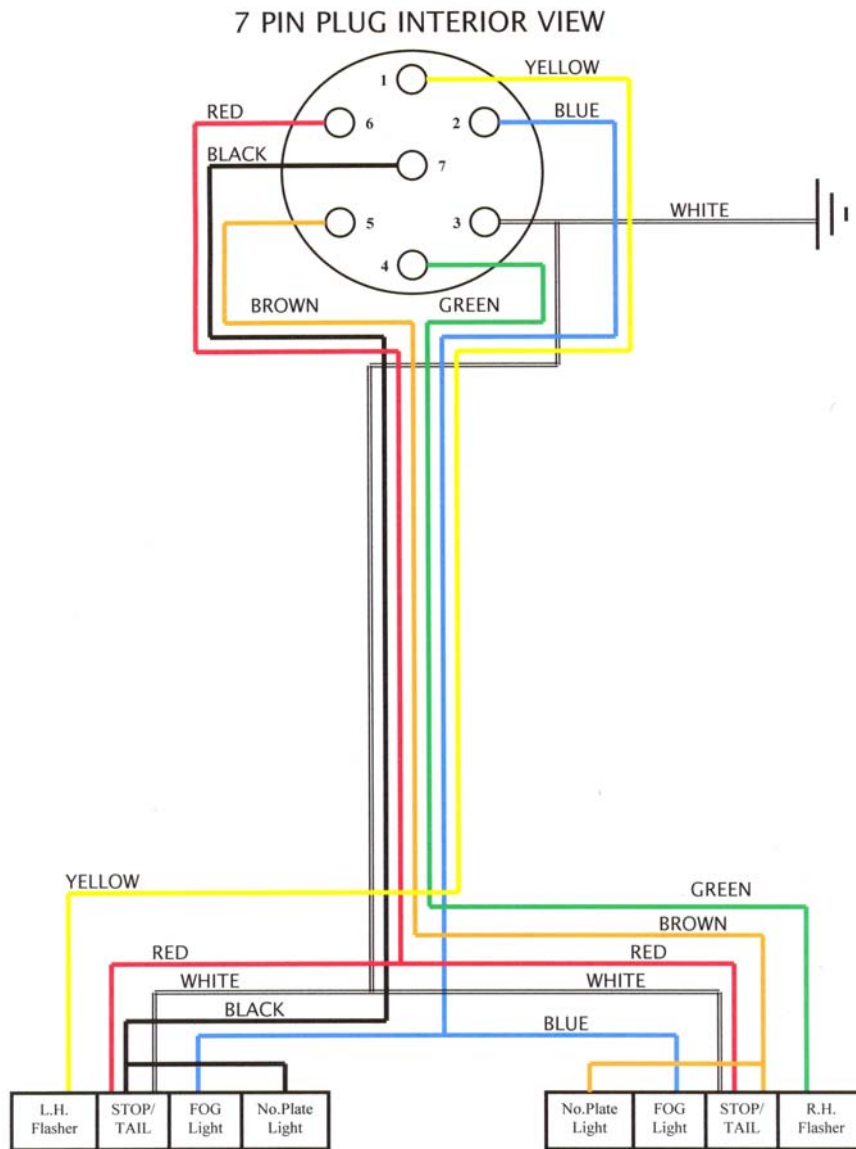 7 PIN PLUG INTERIOR VIEW
YELLOW
1
RED
6
2
BLUE
BLACK
7
5
3
WHITE
4
BROWN
GREEN
YELLOW
GREEN
BROWN
RED
RED
WHITE
WHITE
BLACK
BLUE
L.H.
Flasher
STOP/
TAIL
FOG
Light
No.Plate
Light
No.Plate
Light
FOG
Light
STOP/
TAIL
R.H.
Flasher